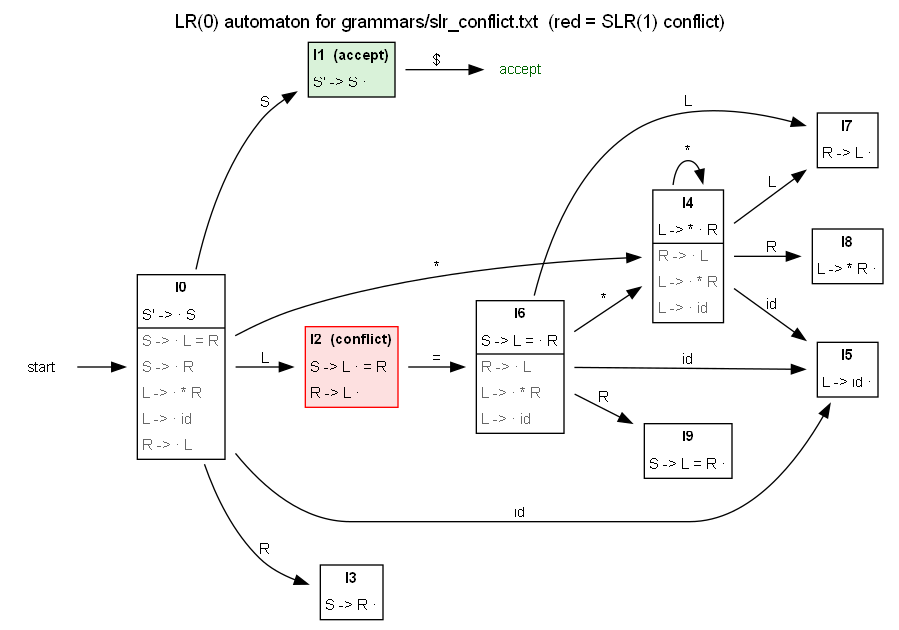 LR(0) automaton for grammars/slr_conflict.txt (red = SLR(1) conflict)
I1 (accept)
S' -> S ·
$
accept
S
L
I7
R -> L ·
*
I4
L -> * · R
R -> · L
L -> · * R
L -> · id
L
R
I8
L -> * R ·
id
*
I0
S' -> · S
S -> · L = R
S -> · R
L -> · * R
L -> · id
R -> · L
start
L
I2 (conflict)
S -> L · = R
R -> L ·
=
I6
S -> L = · R
R -> · L
L -> · * R
L -> · id
*
id
I5
L -> id ·
R
I9
S -> L = R ·
id
R
I3
S -> R ·